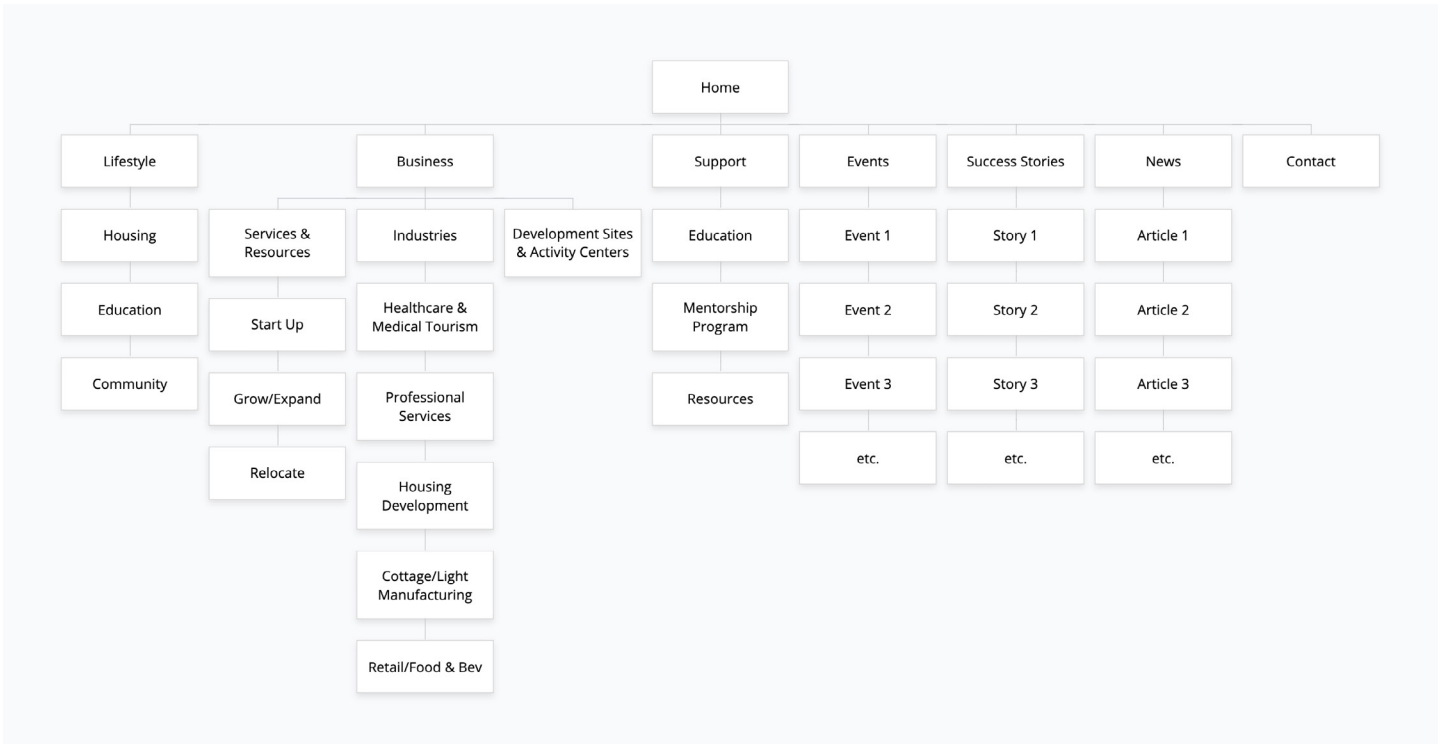 Home
Lifestyle
Business
Support
Events
Success Stories
News
Contact
Housing
Education
Community
Services &
Resources
Start Up
Grow/Expand
Relocate
Industries
Healthcare &
Medical Tourism
Professional
Services
Housing
Development
Cottage/Light
Manufacturing
Retail/Food & Bev
Development Sites
& Activity Centers
Education
Mentorship
Program
Resources
Event 1
Event 2
Event 3
etc.
Story 1
Story 2
Story 3
etc.
Article 1
Article 2
Article 3
etc.